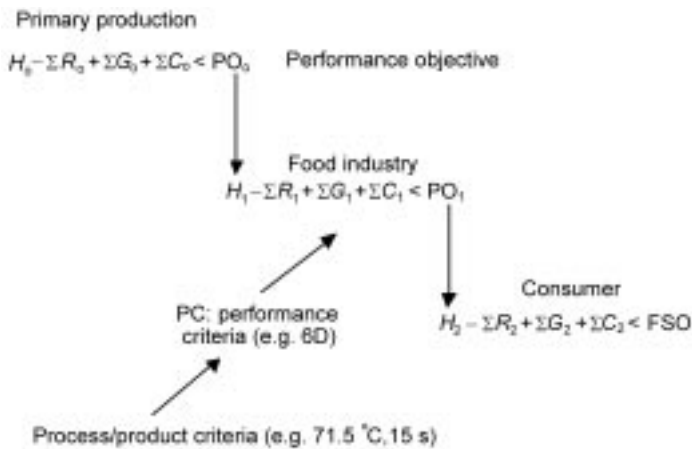 Primary production
H₀ – ΣR₀ + ΣG₀ + ΣC₀ < PO₀ Performance objective
Food industry
H₁ – ΣR₁ + ΣG₁ + ΣC₁ < PO₁
Consumer
H₂ – ΣR₂ + ΣG₂ + ΣC₂ < FSO
PC: performance
criteria (e.g. 6D)
Process/product criteria (e.g. 71.5 °C, 15 s)